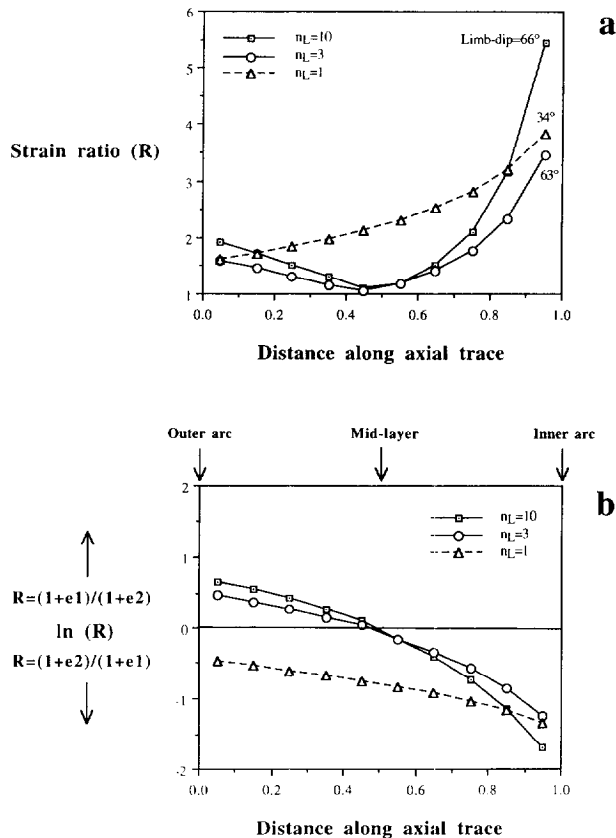 a
6
5
4
3
2
1
Strain ratio (R)
n_L=10
n_L=3
n_L=1
Limb-dip=66°
34°
63°
0.0 0.2 0.4 0.6 0.8 1.0
Distance along axial trace
Outer arc Mid-layer Inner arc
b
2
1
0
-1
-2
R=(1+e1)/(1+e2)
ln (R)
R=(1+e2)/(1+e1)
n_L=10
n_L=3
n_L=1
0.0 0.2 0.4 0.6 0.8 1.0
Distance along axial trace